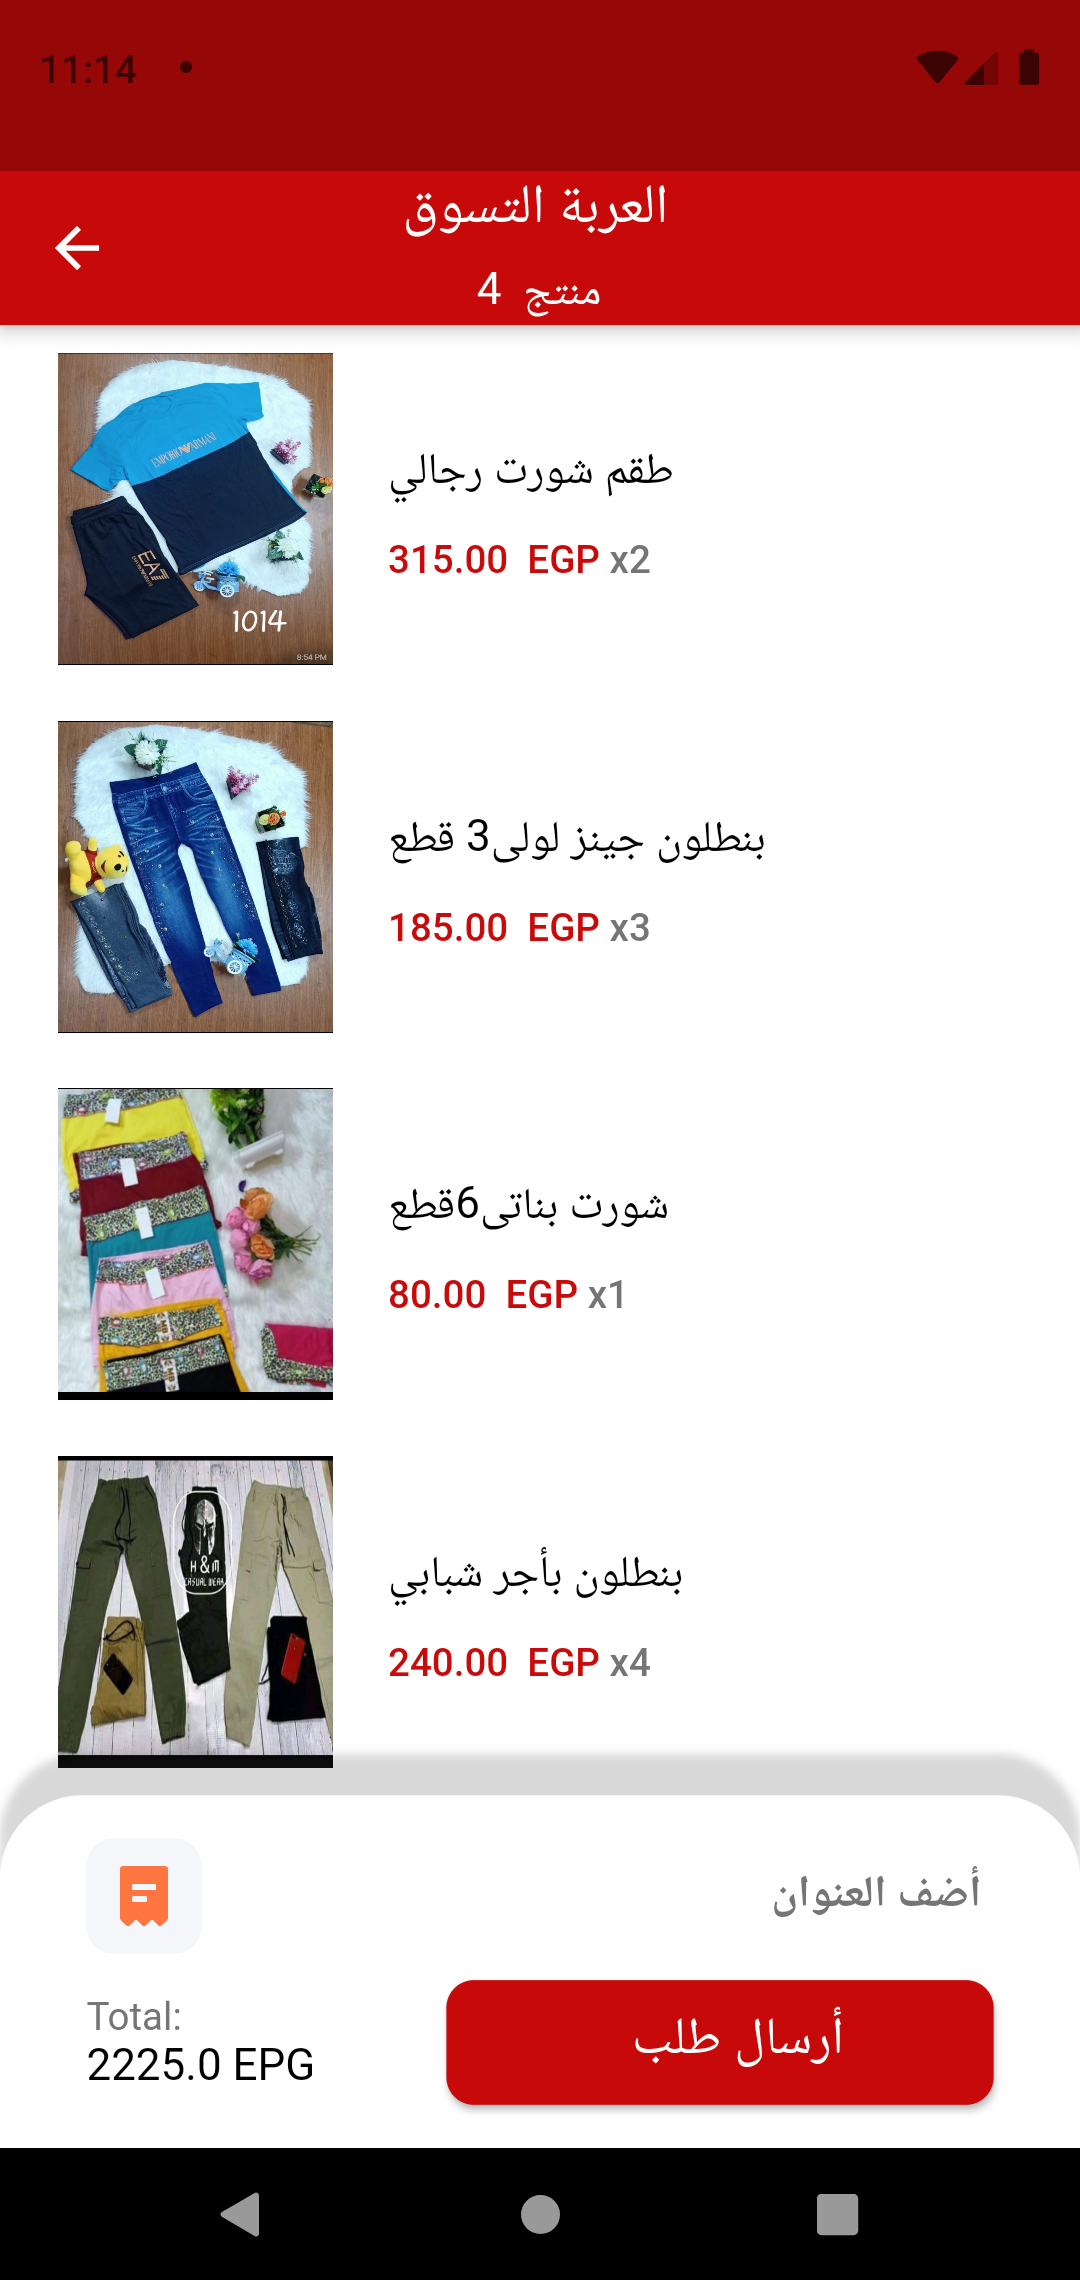 11:14
العربة التسوق
منتج 4
EMPORIO ARMANI
EA7
1014
8:54 PM
طقم شورت رجالي
315.00 EGP x2
بنطلون جينز لولى3 قطع
185.00 EGP x3
شورت بناتى6قطع
80.00 EGP x1
H & M
CASUAL WEAR
بنطلون بأجر شبابي
240.00 EGP x4
أضف العنوان
Total:
2225.0 EPG
أرسال طلب